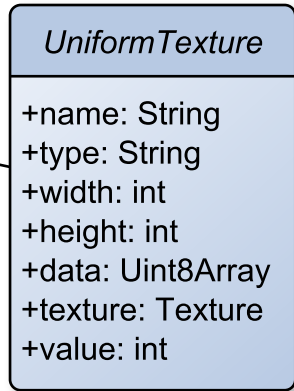 UniformTexture
+name: String
+type: String
+width: int
+height: int
+data: Uint8Array
+texture: Texture
+value: int